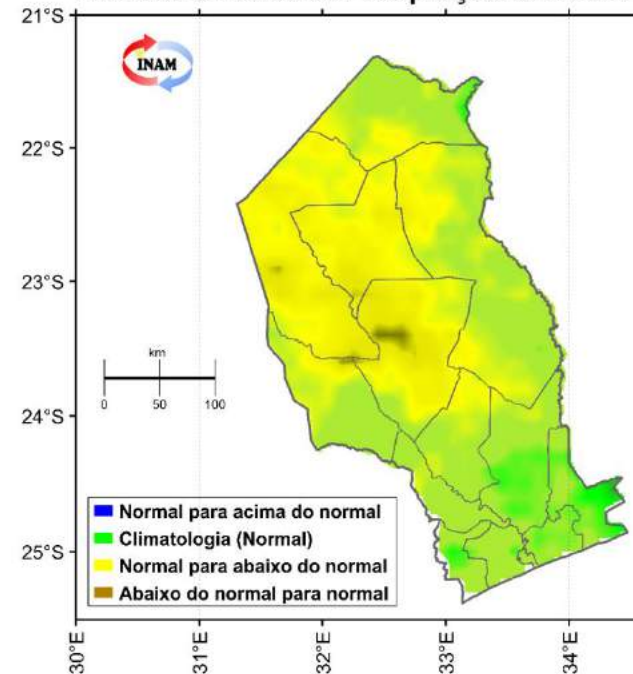 21°S
INAM
22°S
23°S
km
0 50 100
24°S
Normal para acima do normal
Climatologia (Normal)
Normal para abaixo do normal
Abaixo do normal para normal
25°S
30°E
31°E
32°E
33°E
34°E